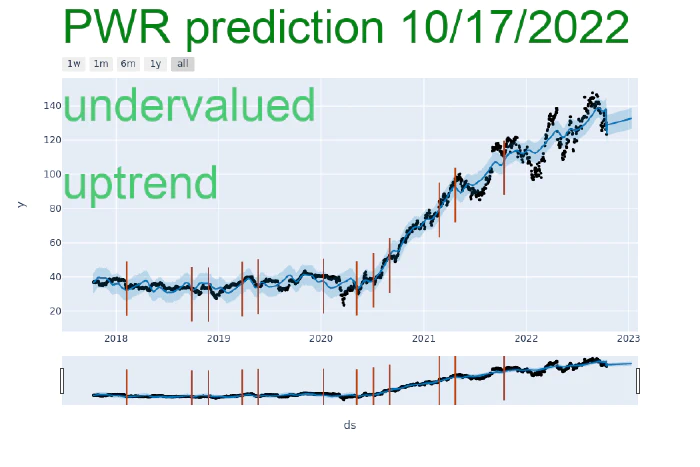 PWR prediction 10/17/2022
1w 1m 6m 1y all
undervalued
uptrend
140
120
100
80
60
40
20
y
2018 2019 2020 2021 2022 2023
ds